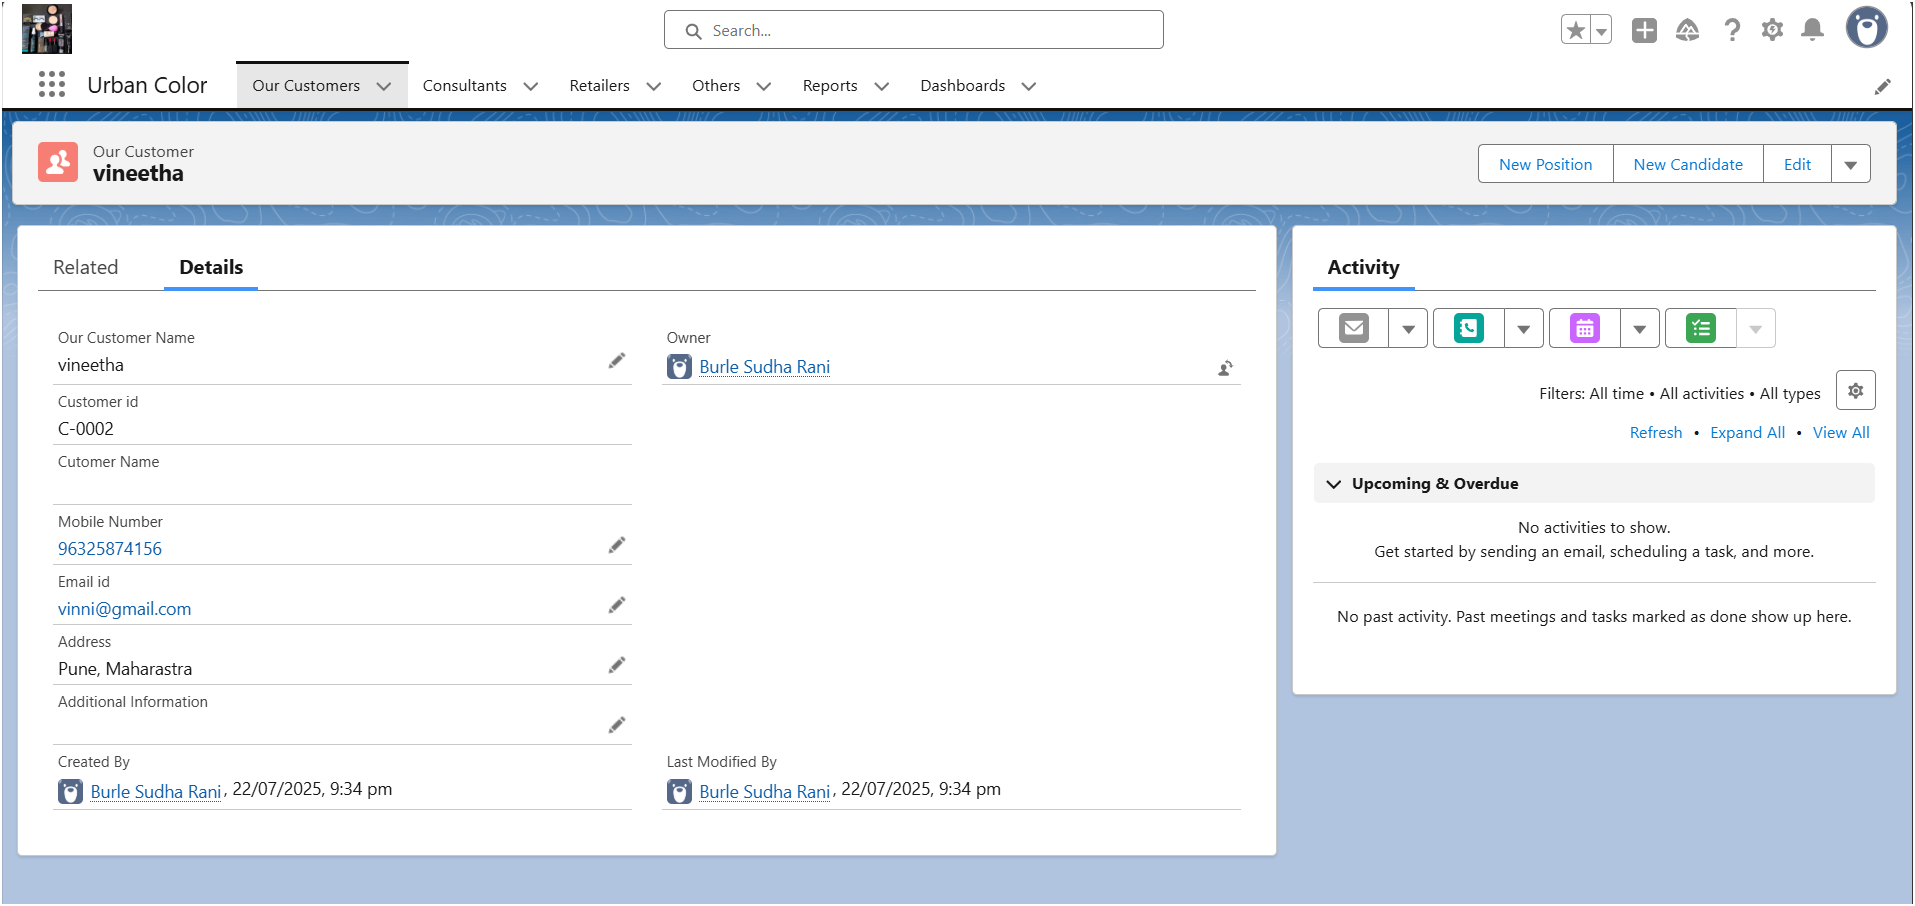 Search...
Urban Color
Our Customers
Consultants
Retailers
Others
Reports
Dashboards
Our Customer
vineetha
New Position
New Candidate
Edit
Related
Details
Our Customer Name
vineetha
Owner
Burle Sudha Rani
Customer id
C-0002
Cutomer Name
Mobile Number
96325874156
Email id
vinni@gmail.com
Address
Pune, Maharastra
Additional Information
Created By
Burle Sudha Rani, 22/07/2025, 9:34 pm
Last Modified By
Burle Sudha Rani, 22/07/2025, 9:34 pm
Activity
Filters: All time • All activities • All types
Refresh • Expand All • View All
Upcoming & Overdue
No activities to show.
Get started by sending an email, scheduling a task, and more.
No past activity. Past meetings and tasks marked as done show up here.